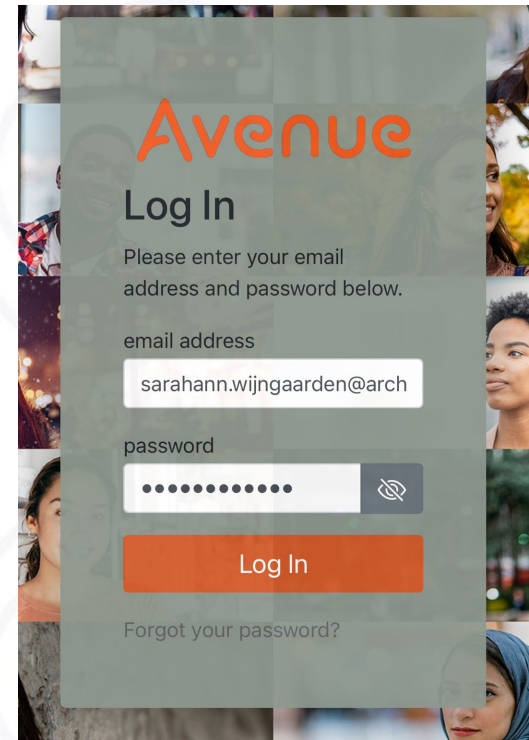 Avenue
Log In
Please enter your email
address and password below.
email address
sarahann.wijngaarden@arch
password
••••••••••••
Log In
Forgot your password?